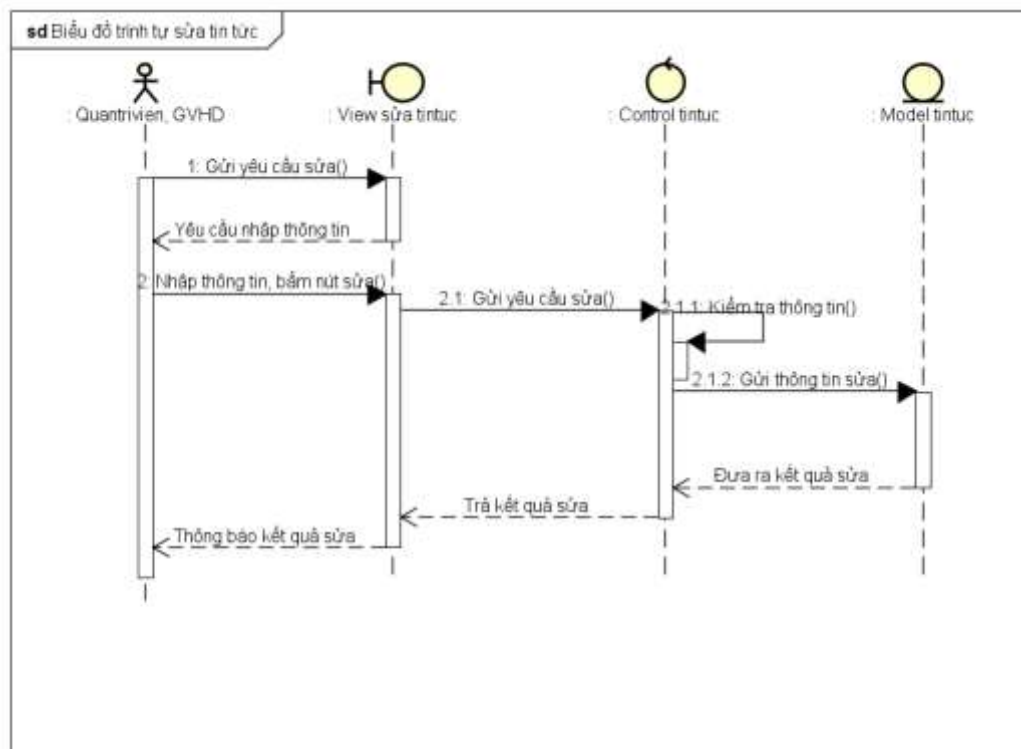 sd Biểu đồ trình tự sửa tin tức
: Quantrivien, GVHD
: View sửa tintuc
: Control tintuc
: Model tintuc
1: Gửi yêu cầu sửa()
Yêu cầu nhập thông tin
2: Nhập thông tin, bấm nút sửa()
2.1: Gửi yêu cầu sửa()
2.1.1: Kiểm tra thông tin()
2.1.2: Gửi thông tin sửa()
Đưa ra kết quả sửa
Trả kết quả sửa
Thông báo kết quả sửa